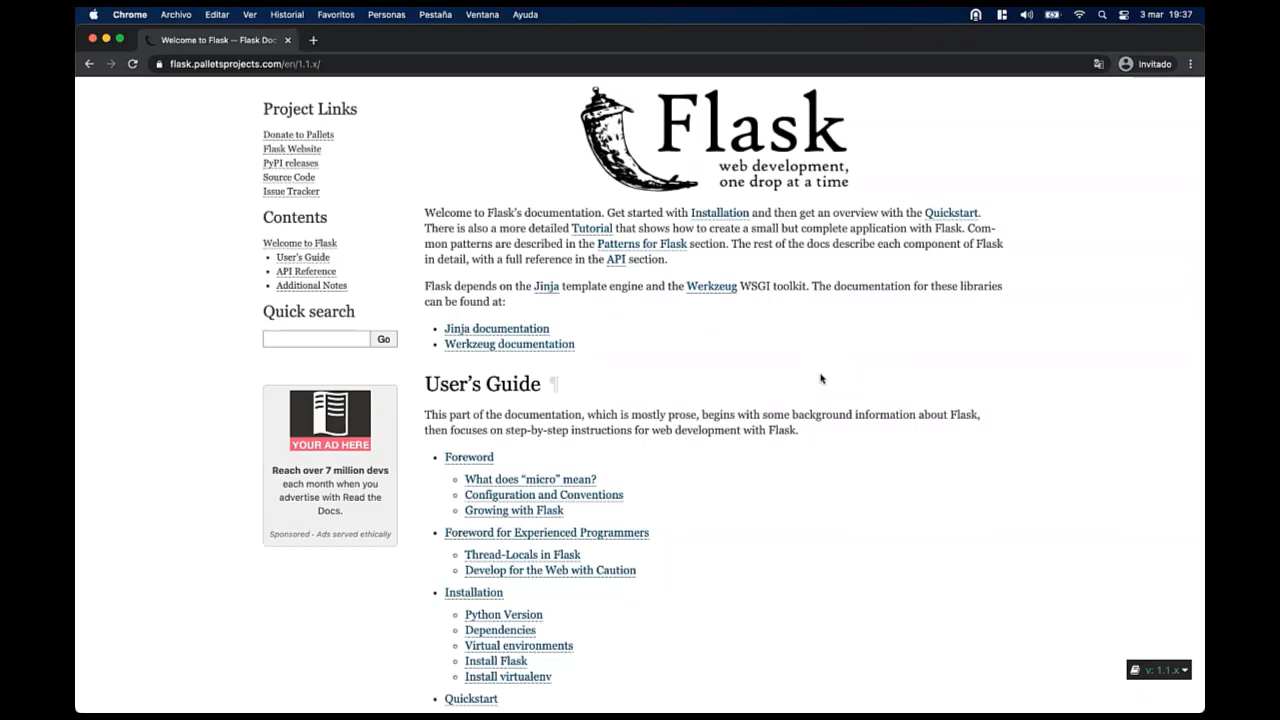 Chrome Archivo Editar Ver Historial Favoritos Personas Pestaña Ventana Ayuda 3 mar 19:37
Welcome to Flask — Flask Doc
flask.palletsprojects.com/en/1.1.x/ Invitado
Project Links
Donate to Pallets
Flask Website
PyPI releases
Source Code
Issue Tracker
Contents
Welcome to Flask
• User's Guide
• API Reference
• Additional Notes
Quick search
Go
YOUR AD HERE
Reach over 7 million devs
each month when you
advertise with Read the
Docs.
Sponsored · Ads served ethically
Flask
web development,
one drop at a time
Welcome to Flask's documentation. Get started with Installation and then get an overview with the Quickstart.
There is also a more detailed Tutorial that shows how to create a small but complete application with Flask. Com-
mon patterns are described in the Patterns for Flask section. The rest of the docs describe each component of Flask
in detail, with a full reference in the API section.
Flask depends on the Jinja template engine and the Werkzeug WSGI toolkit. The documentation for these libraries
can be found at:
• Jinja documentation
• Werkzeug documentation
User's Guide ¶
This part of the documentation, which is mostly prose, begins with some background information about Flask,
then focuses on step-by-step instructions for web development with Flask.
• Foreword
◦ What does “micro” mean?
◦ Configuration and Conventions
◦ Growing with Flask
• Foreword for Experienced Programmers
◦ Thread-Locals in Flask
◦ Develop for the Web with Caution
• Installation
◦ Python Version
◦ Dependencies
◦ Virtual environments
◦ Install Flask
◦ Install virtualenv
• Quickstart
v: 1.1.x